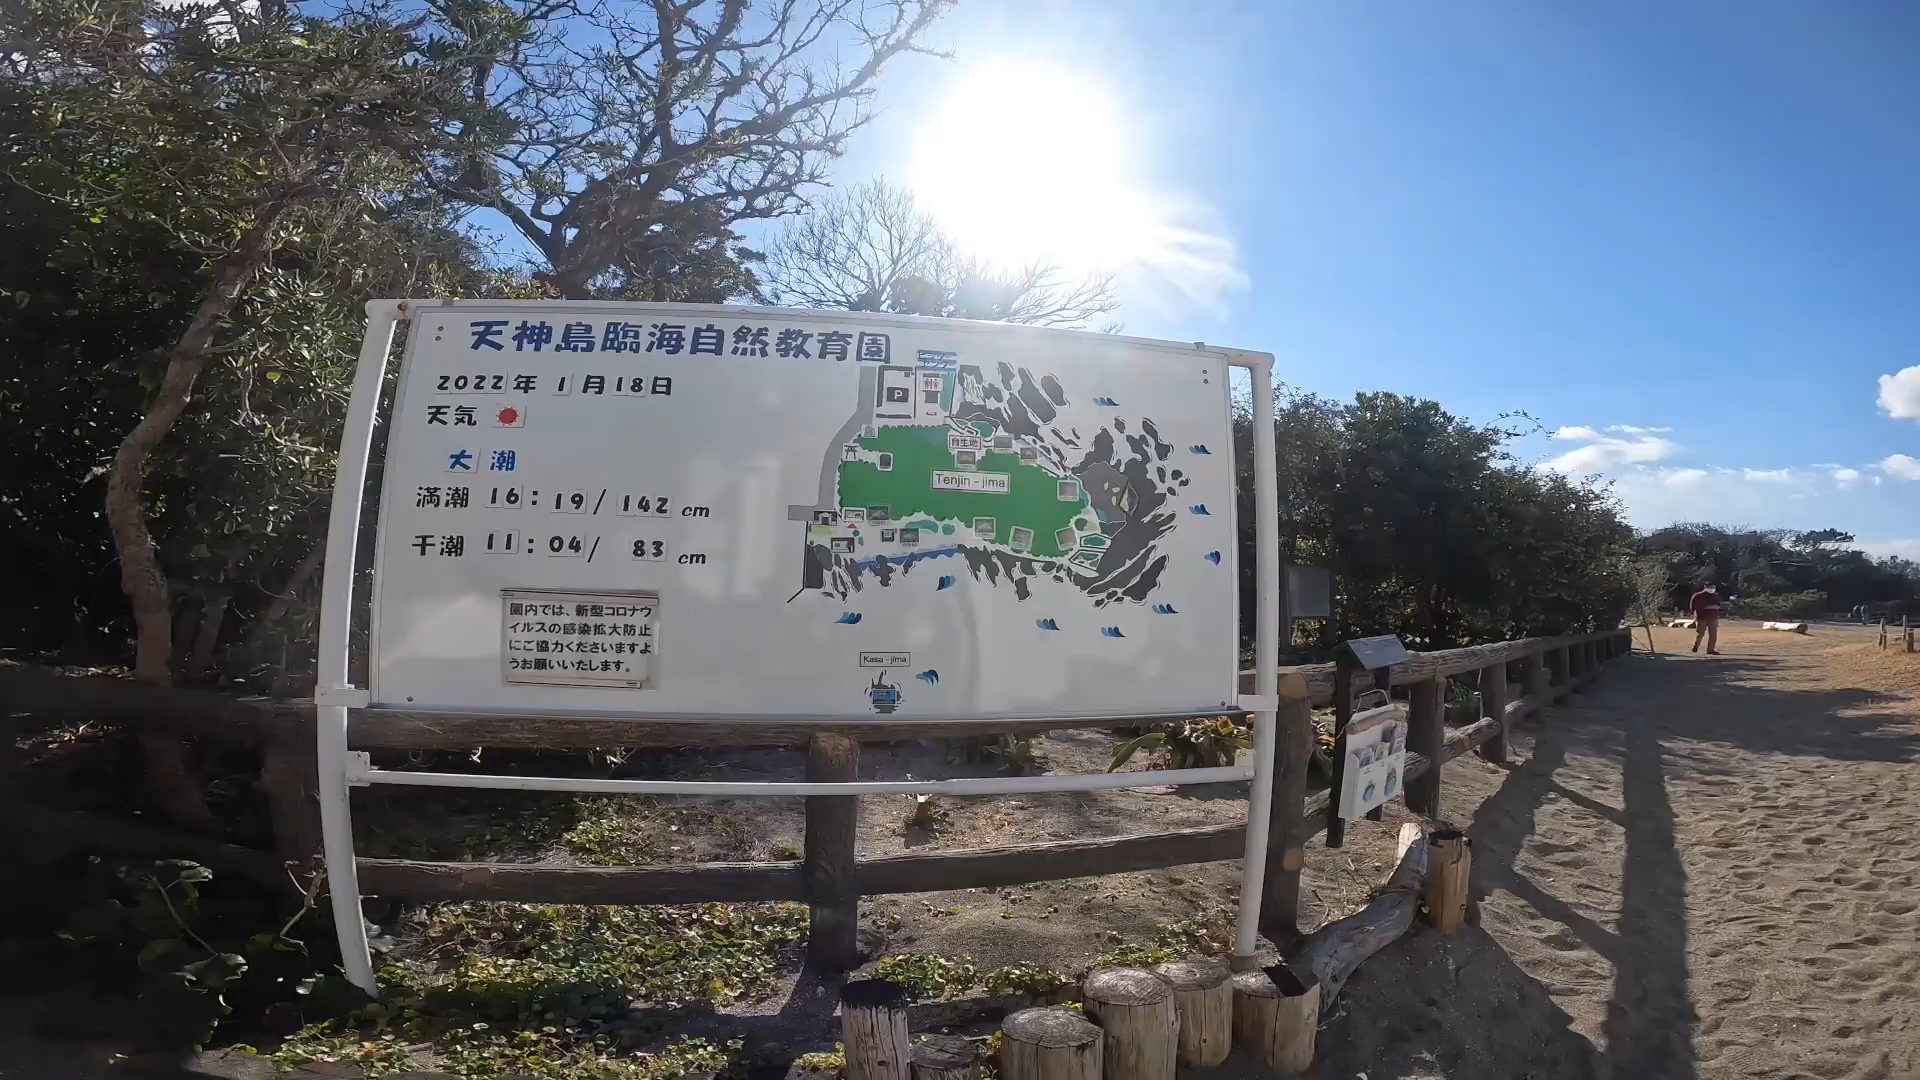 天神島臨海自然教育園
2022年 1月18日
天気
大潮
満潮 16:19/142 cm
干潮 11:04/ 83 cm
園内では、新型コロナウ
イルスの感染拡大防止
にご協力くださいますよ
うお願いいたします。
P
自生地
Tenjin - jima
Kasa - jima